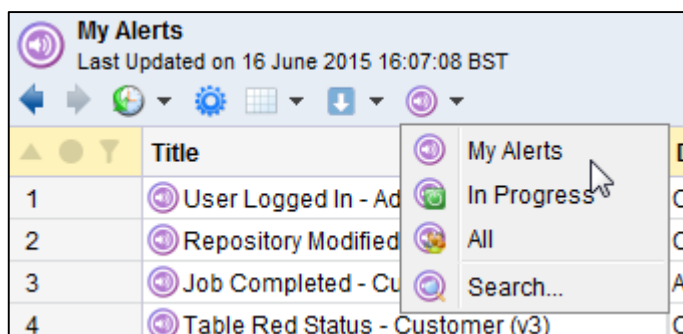 My Alerts
Last Updated on 16 June 2015 16:07:08 BST
Title
My Alerts
In Progress
All
Search...
1 User Logged In - Ad
2 Repository Modified
3 Job Completed - Cu
4 Table Red Status - Customer (v3)